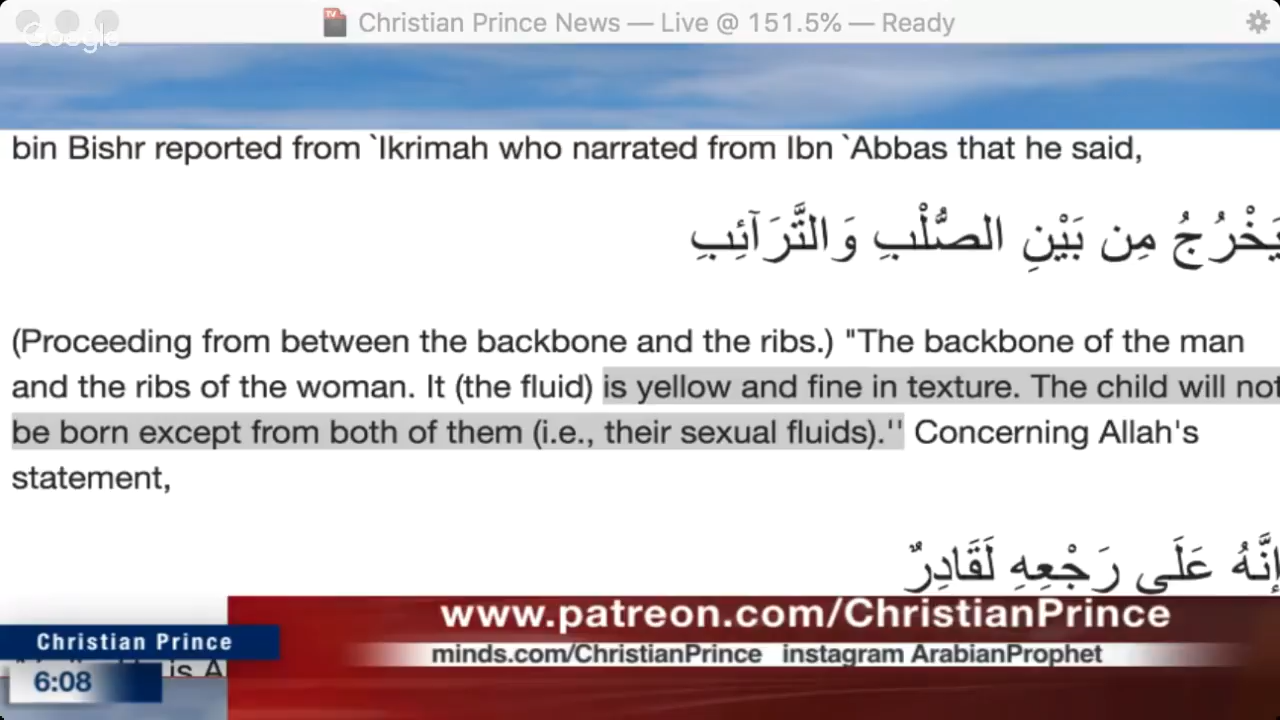 Google
Christian Prince News — Live @ 151.5% — Ready
bin Bishr reported from `Ikrimah who narrated from Ibn `Abbas that he said,
يَخْرُجُ مِن بَيْنِ الصُّلْبِ وَالتَّرَآئِبِ
(Proceeding from between the backbone and the ribs.) "The backbone of the man
and the ribs of the woman. It (the fluid) is yellow and fine in texture. The child will not
be born except from both of them (i.e., their sexual fluids).'' Concerning Allah's
statement,
إِنَّهُ عَلَى رَجْعِهِ لَقَادِرٌ
www.patreon.com/ChristianPrince
Christian Prince
minds.com/ChristianPrince instagram ArabianProphet
is A
6:08